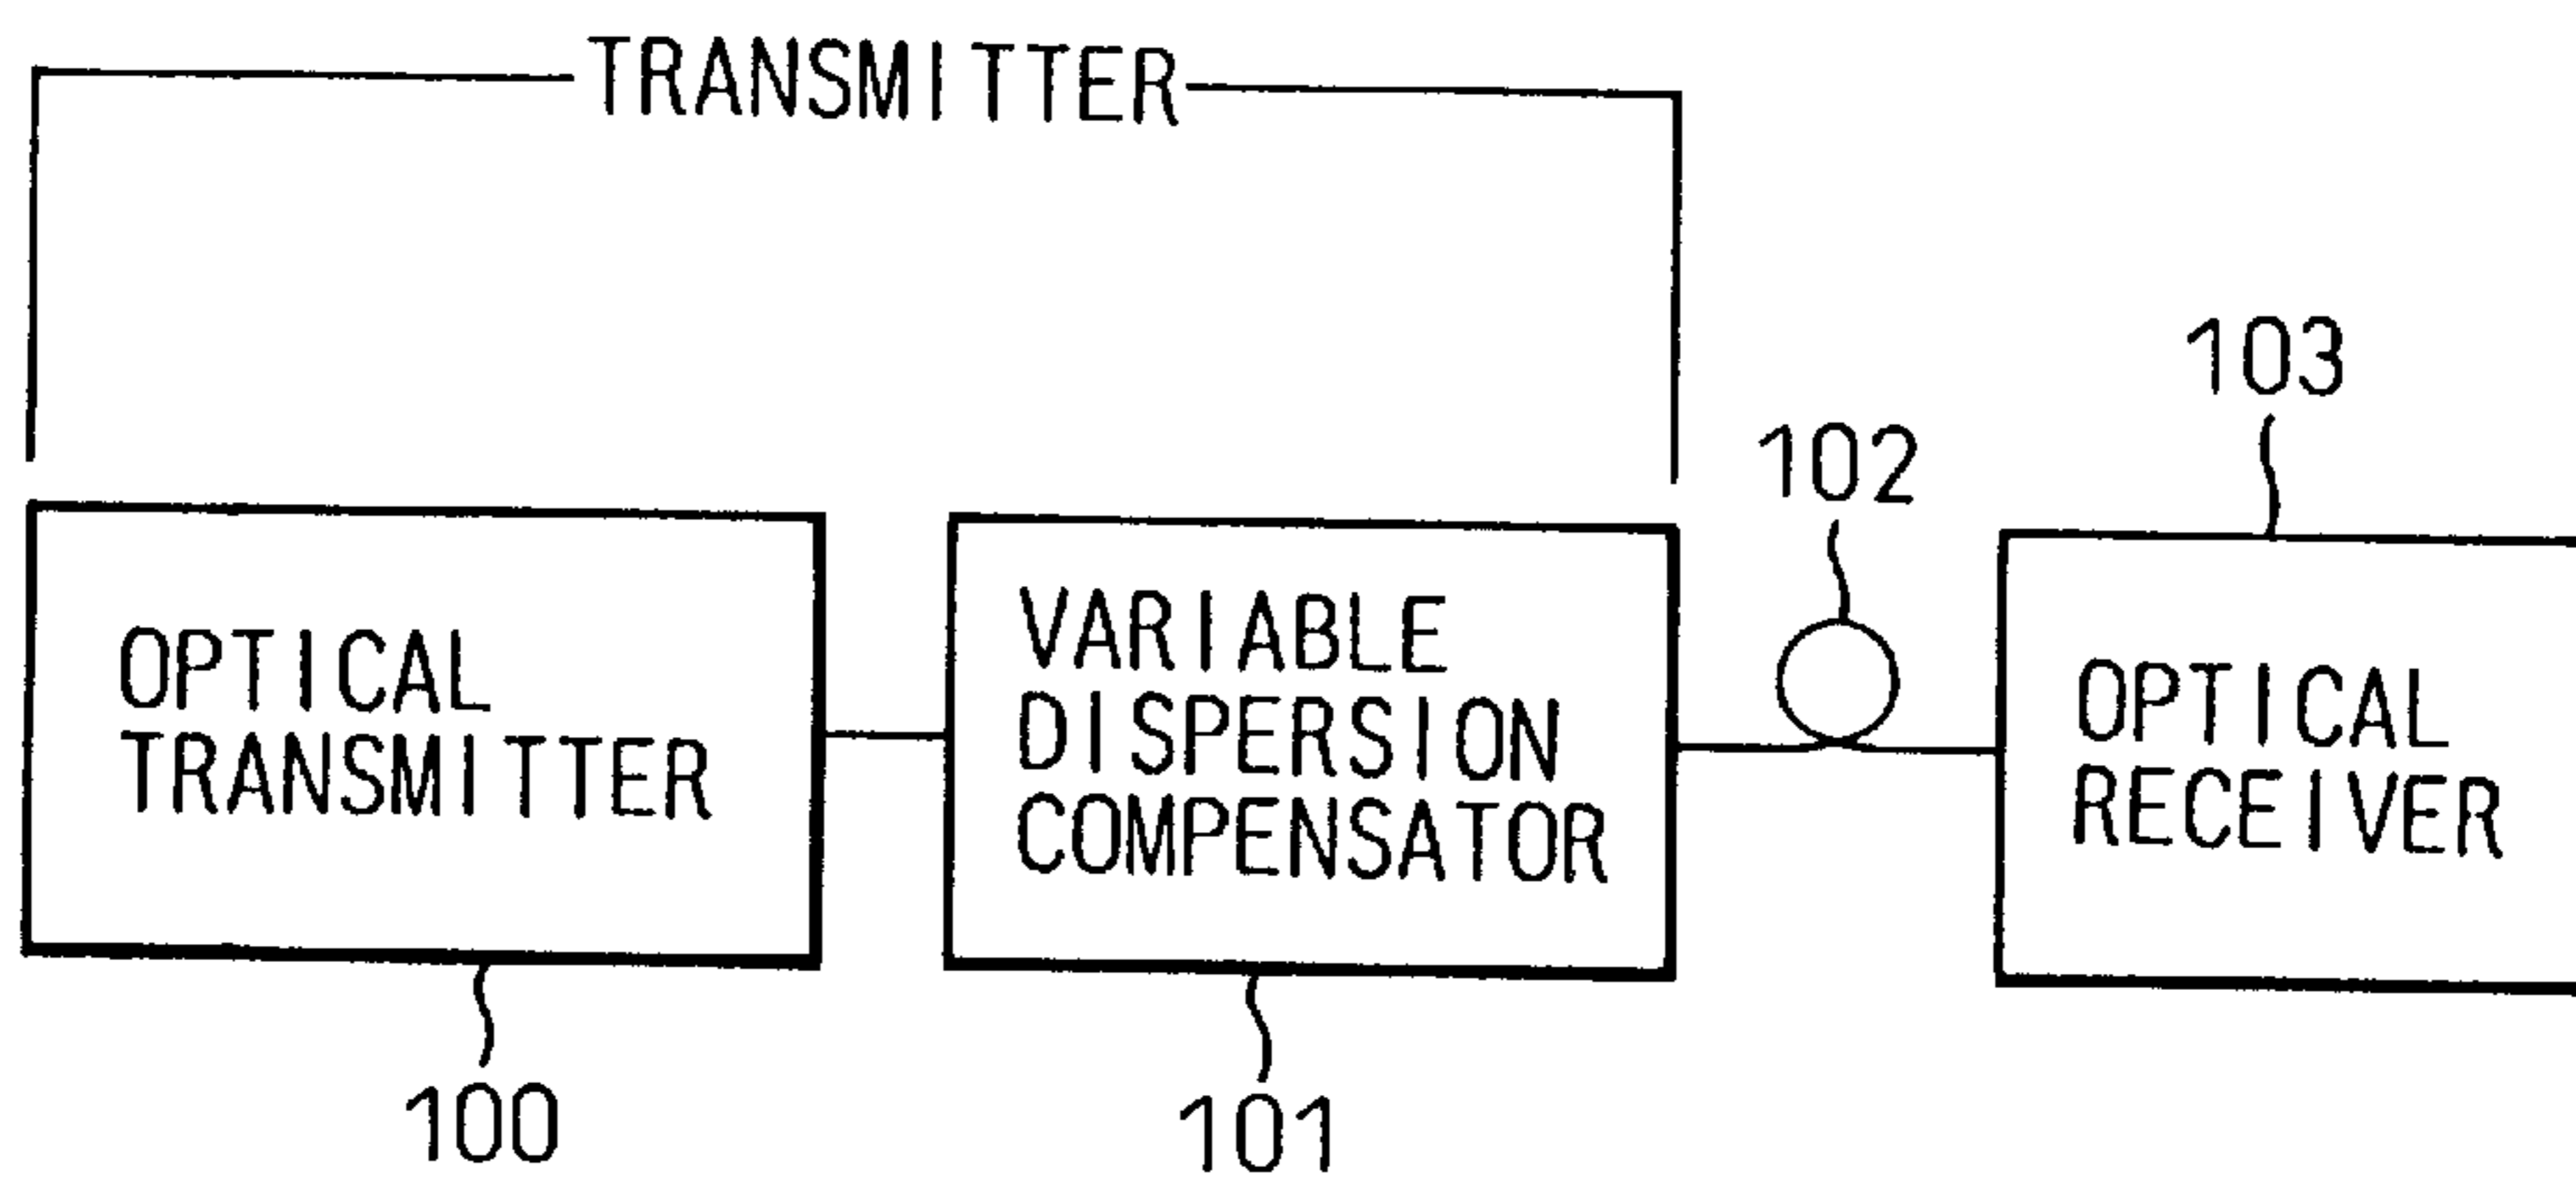 TRANSMITTER
103
102
OPTICAL
TRANSMITTER
VARIABLE
DISPERSION
COMPENSATOR
OPTICAL
RECEIVER
100
101